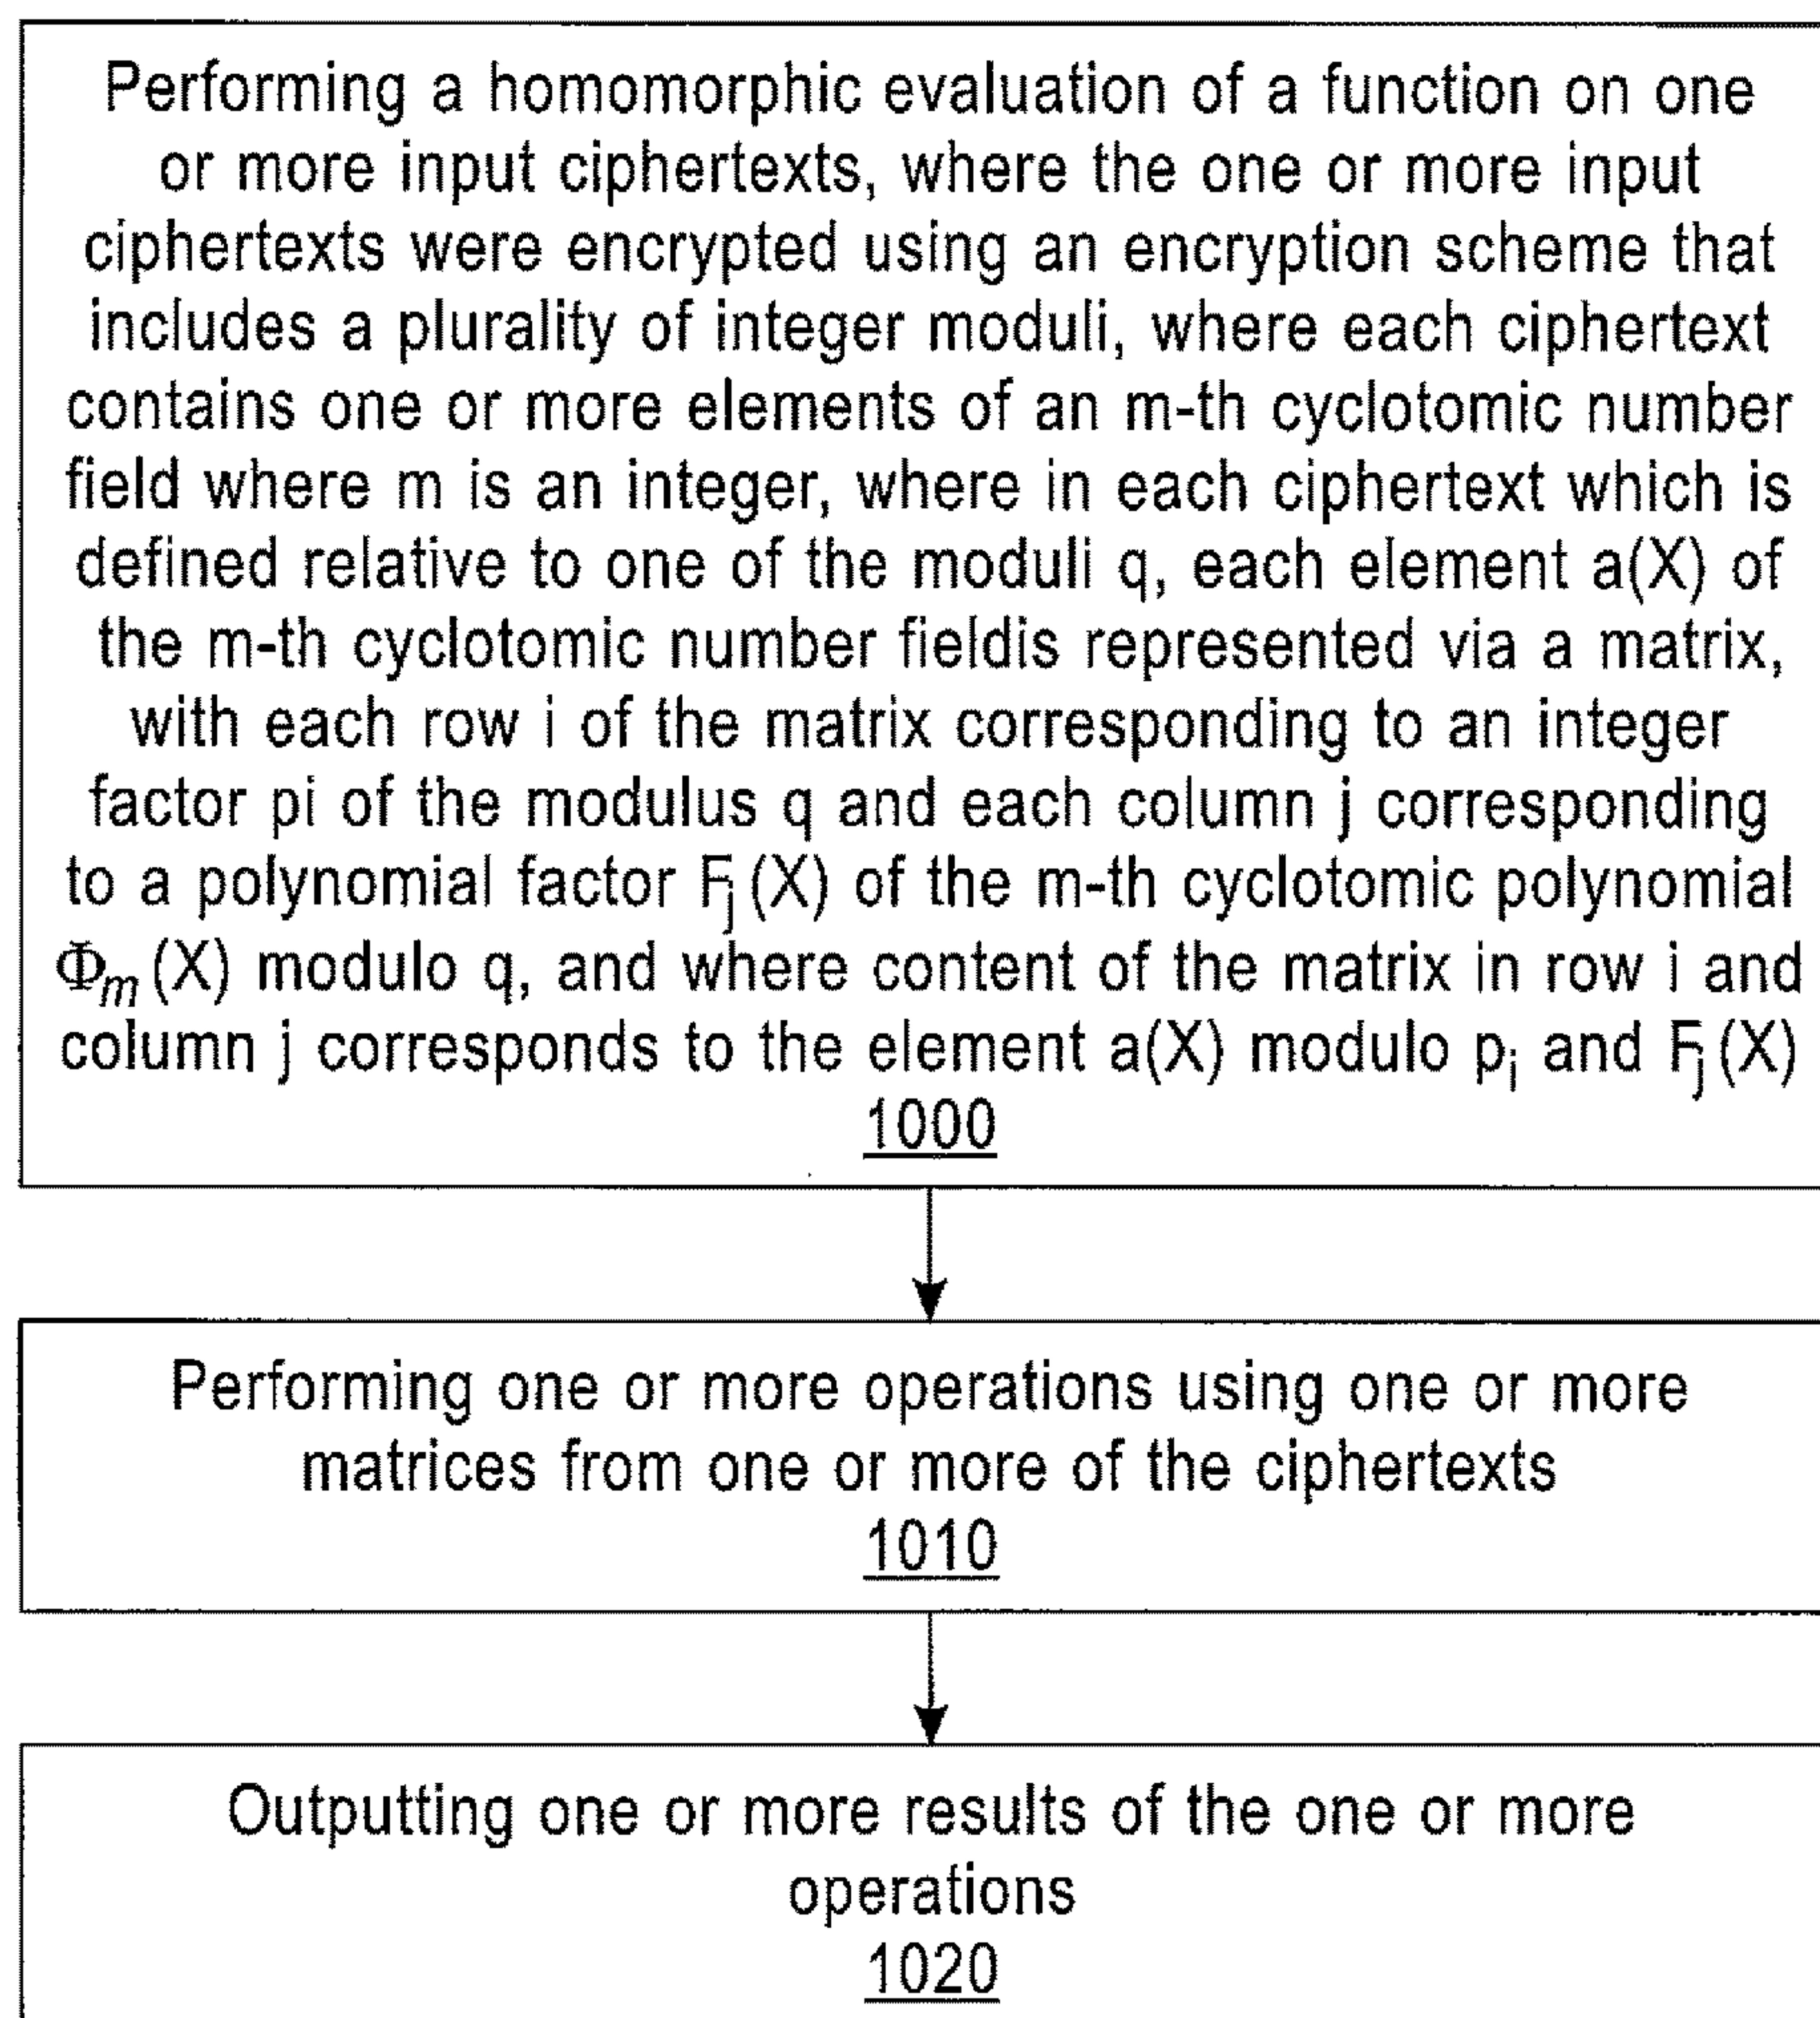 Performing a homomorphic evaluation of a function on one
or more input ciphertexts, where the one or more input
ciphertexts were encrypted using an encryption scheme that
includes a plurality of integer moduli, where each ciphertext
contains one or more elements of an m-th cyclotomic number
field where m is an integer, where in each ciphertext which is
defined relative to one of the moduli q, each element a(X) of
the m-th cyclotomic number fieldis represented via a matrix,
with each row i of the matrix corresponding to an integer
factor pi of the modulus q and each column j corresponding
to a polynomial factor F_j(X) of the m-th cyclotomic polynomial
Φ_m(X) modulo q, and where content of the matrix in row i and
column j corresponds to the element a(X) modulo p_i and F_j(X)
1000
Performing one or more operations using one or more
matrices from one or more of the ciphertexts
1010
Outputting one or more results of the one or more
operations
1020